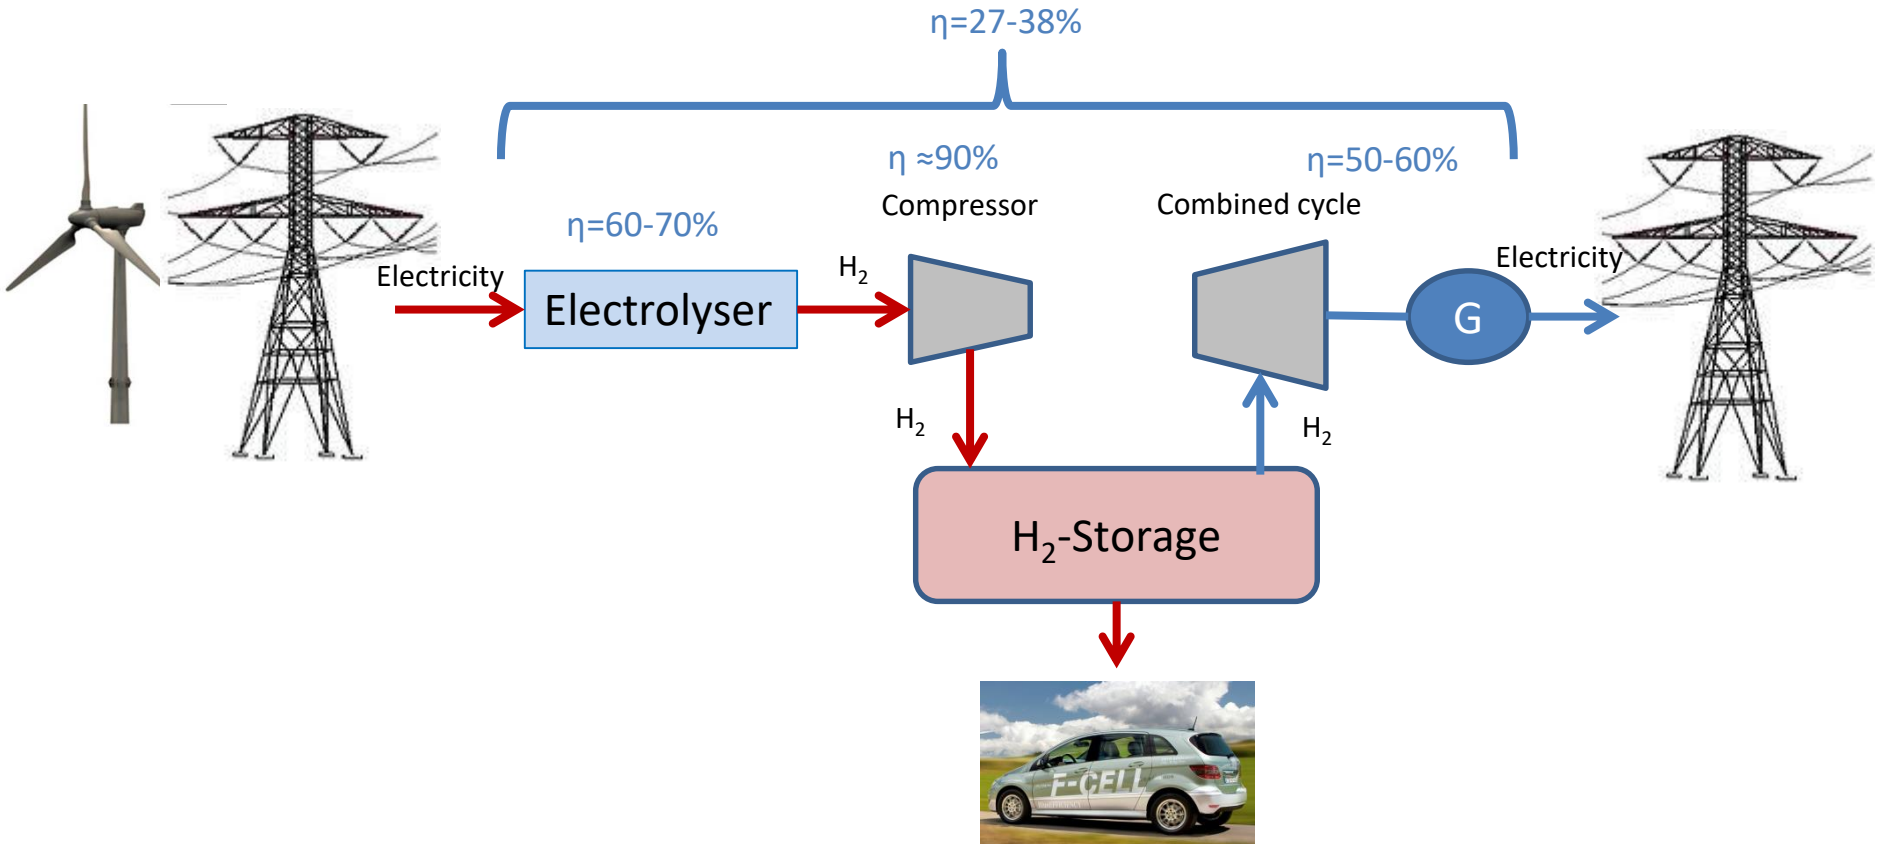 η=27-38%
η ≈90%
η=50-60%
Compressor
Combined cycle
η=60-70%
Electricity
H₂
Electricity
Electrolyser
G
H₂
H₂
H₂-Storage
F-CELL